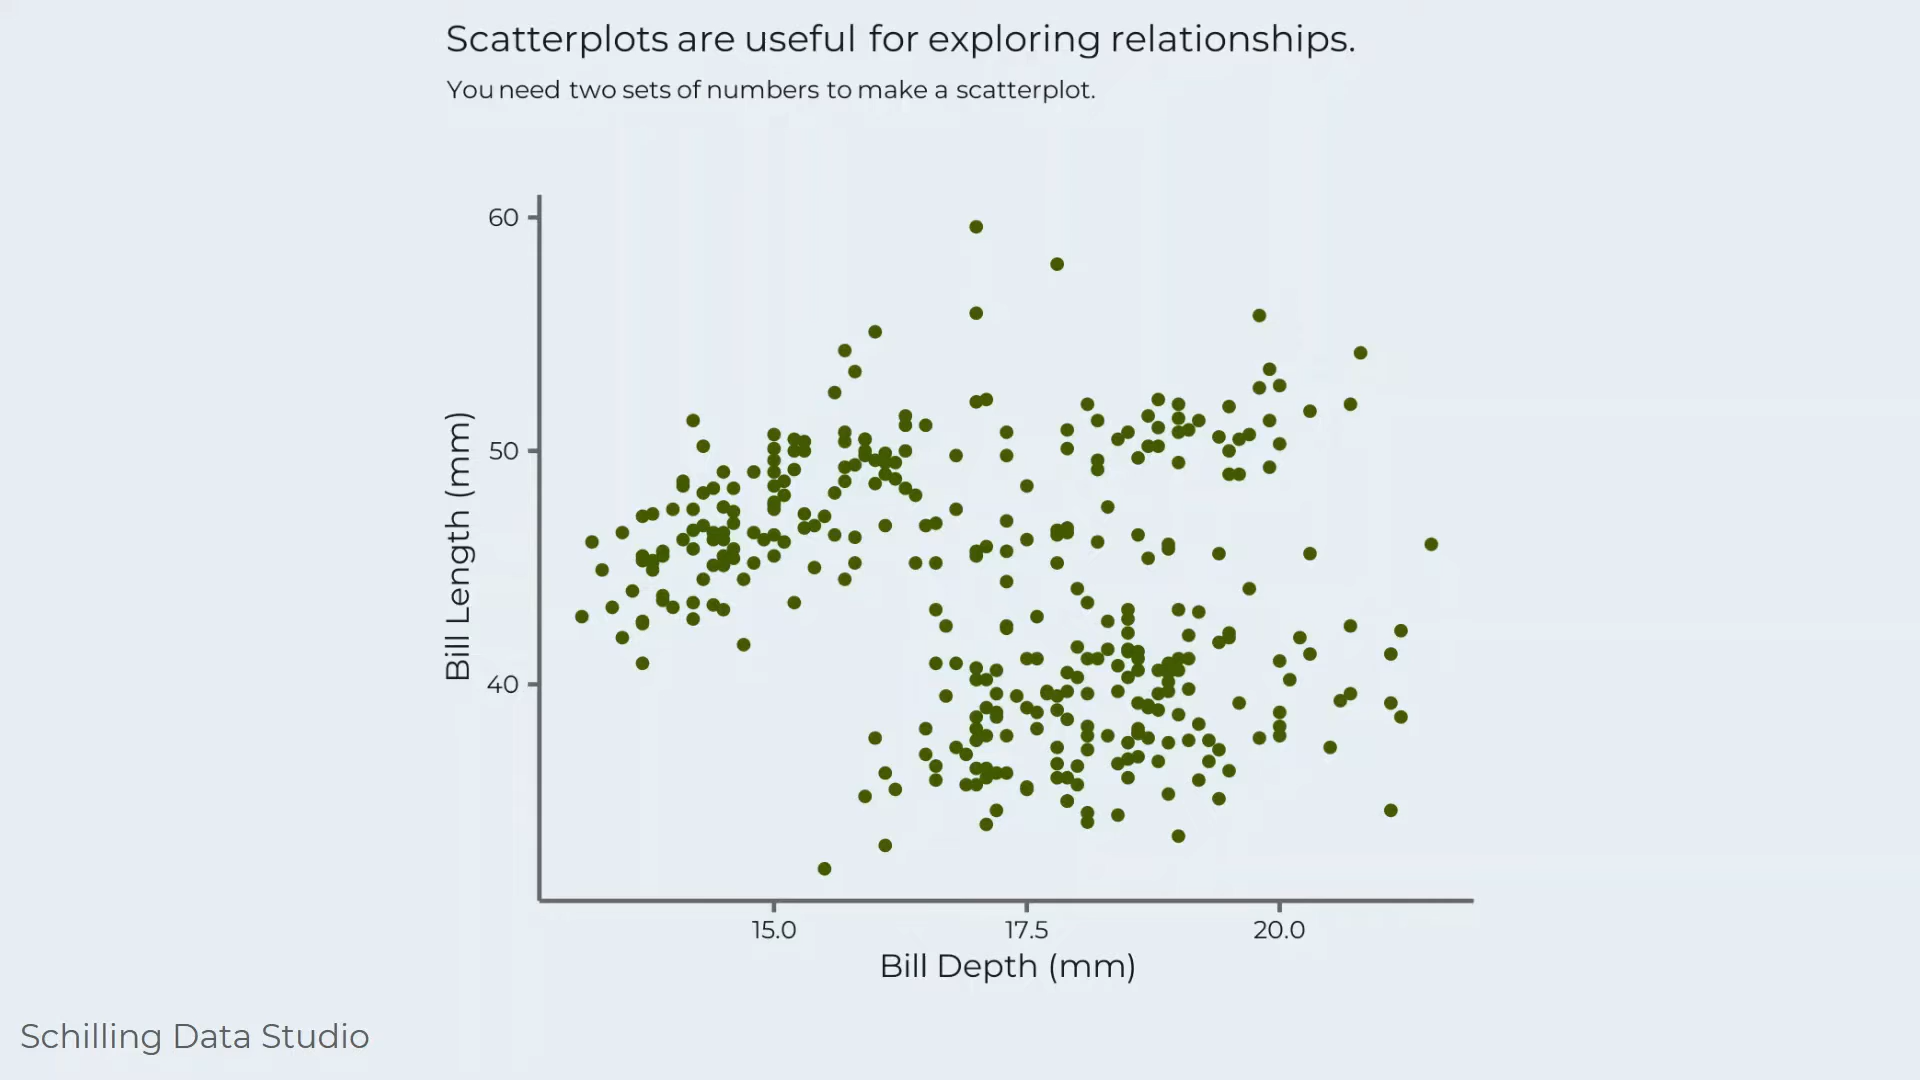 Scatterplots are useful for exploring relationships.
You need two sets of numbers to make a scatterplot.
60
50
40
Bill Length (mm)
15.0 17.5 20.0
Bill Depth (mm)
Schilling Data Studio